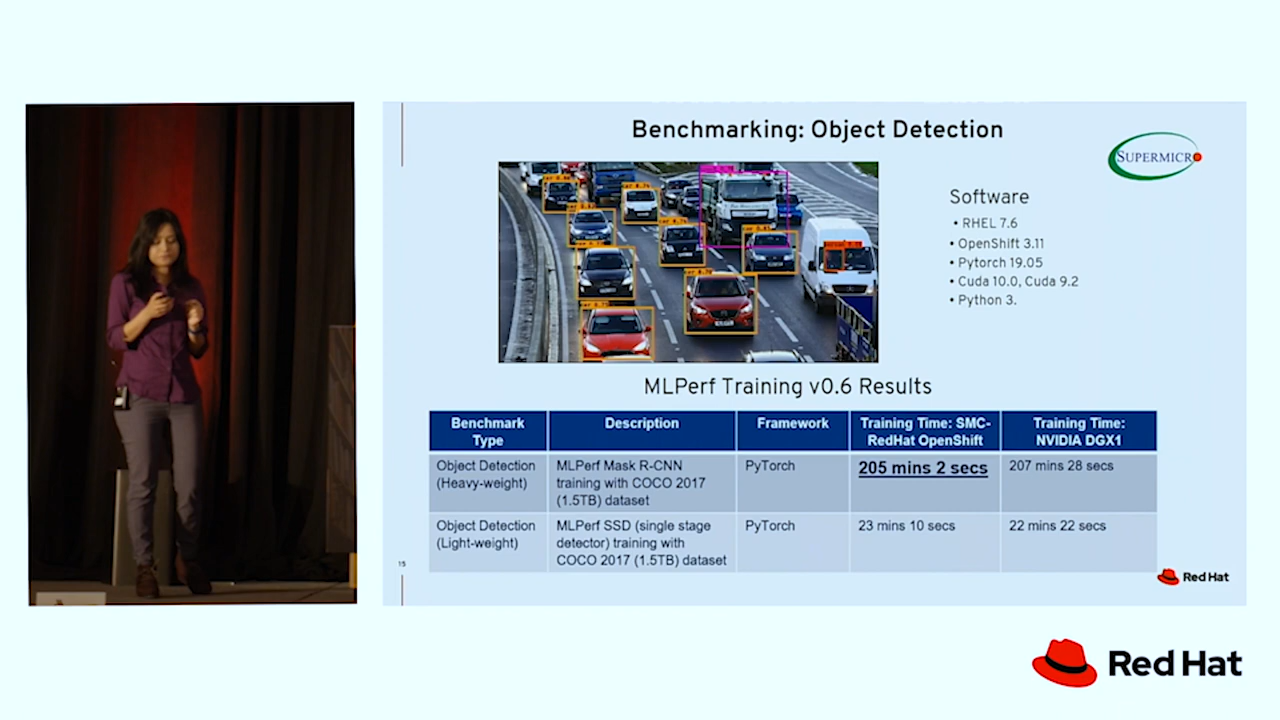 Benchmarking: Object Detection
SUPERMICRO
Software
• RHEL 7.6
• OpenShift 3.11
• Pytorch 19.05
• Cuda 10.0, Cuda 9.2
• Python 3.
MLPerf Training v0.6 Results
Benchmark Type
Description
Framework
Training Time: SMC-
RedHat OpenShift
Training Time:
NVIDIA DGX1
Object Detection
(Heavy-weight)
MLPerf Mask R-CNN
training with COCO 2017
(1.5TB) dataset
PyTorch
205 mins 2 secs
207 mins 28 secs
Object Detection
(Light-weight)
MLPerf SSD (single stage
detector) training with
COCO 2017 (1.5TB) dataset
PyTorch
23 mins 10 secs
22 mins 22 secs
15
Red Hat
Red Hat